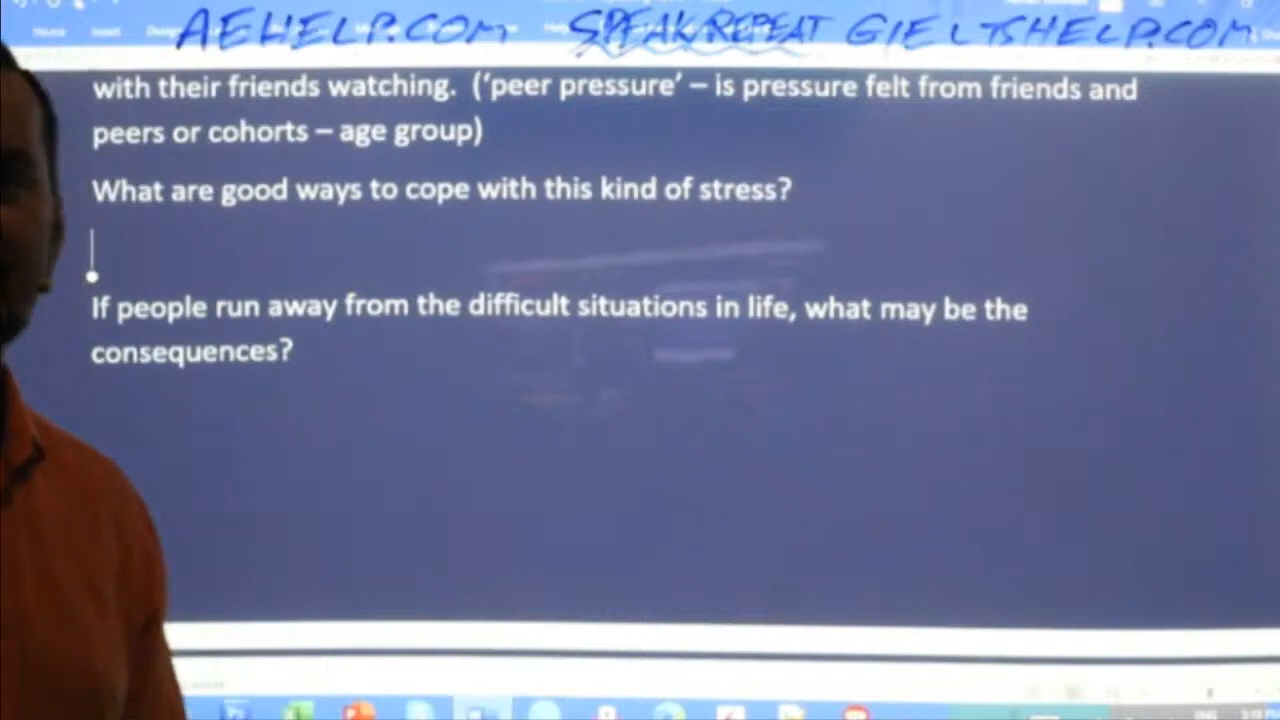 AEHELP.COM SPEAK REPEAT GIELTSHELP.COM
with their friends watching. ('peer pressure' – is pressure felt from friends and
peers or cohorts – age group)
What are good ways to cope with this kind of stress?
If people run away from the difficult situations in life, what may be the
consequences?